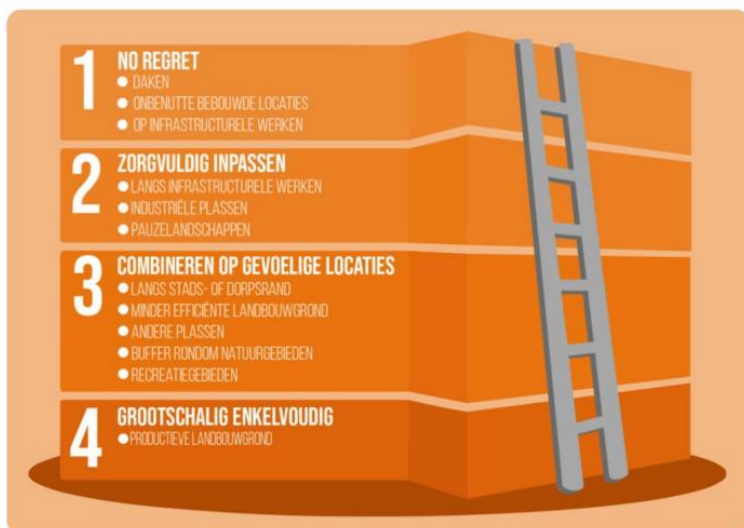 1
NO REGRET
DAKEN
ONBENUTTE BEBOUWDE LOCATIES
OP INFRASTRUCTURELE WERKEN
2
ZORGVULDIG INPASSEN
LANGS INFRASTRUCTURELE WERKEN
INDUSTRIËLE PLASSEN
PAUZELANDSCHAPPEN
3
COMBINEREN OP GEVOELIGE LOCATIES
LANGS STADS- OF DORPSRAND
MINDER EFFICIËNTE LANDBOUWGROND
ANDERE PLASSEN
BUFFER RONDOM NATUURGEBIEDEN
RECREATIEGEBIEDEN
4
GROOTSCHALIG ENKELVOUDIG
PRODUCTIEVE LANDBOUWGROND